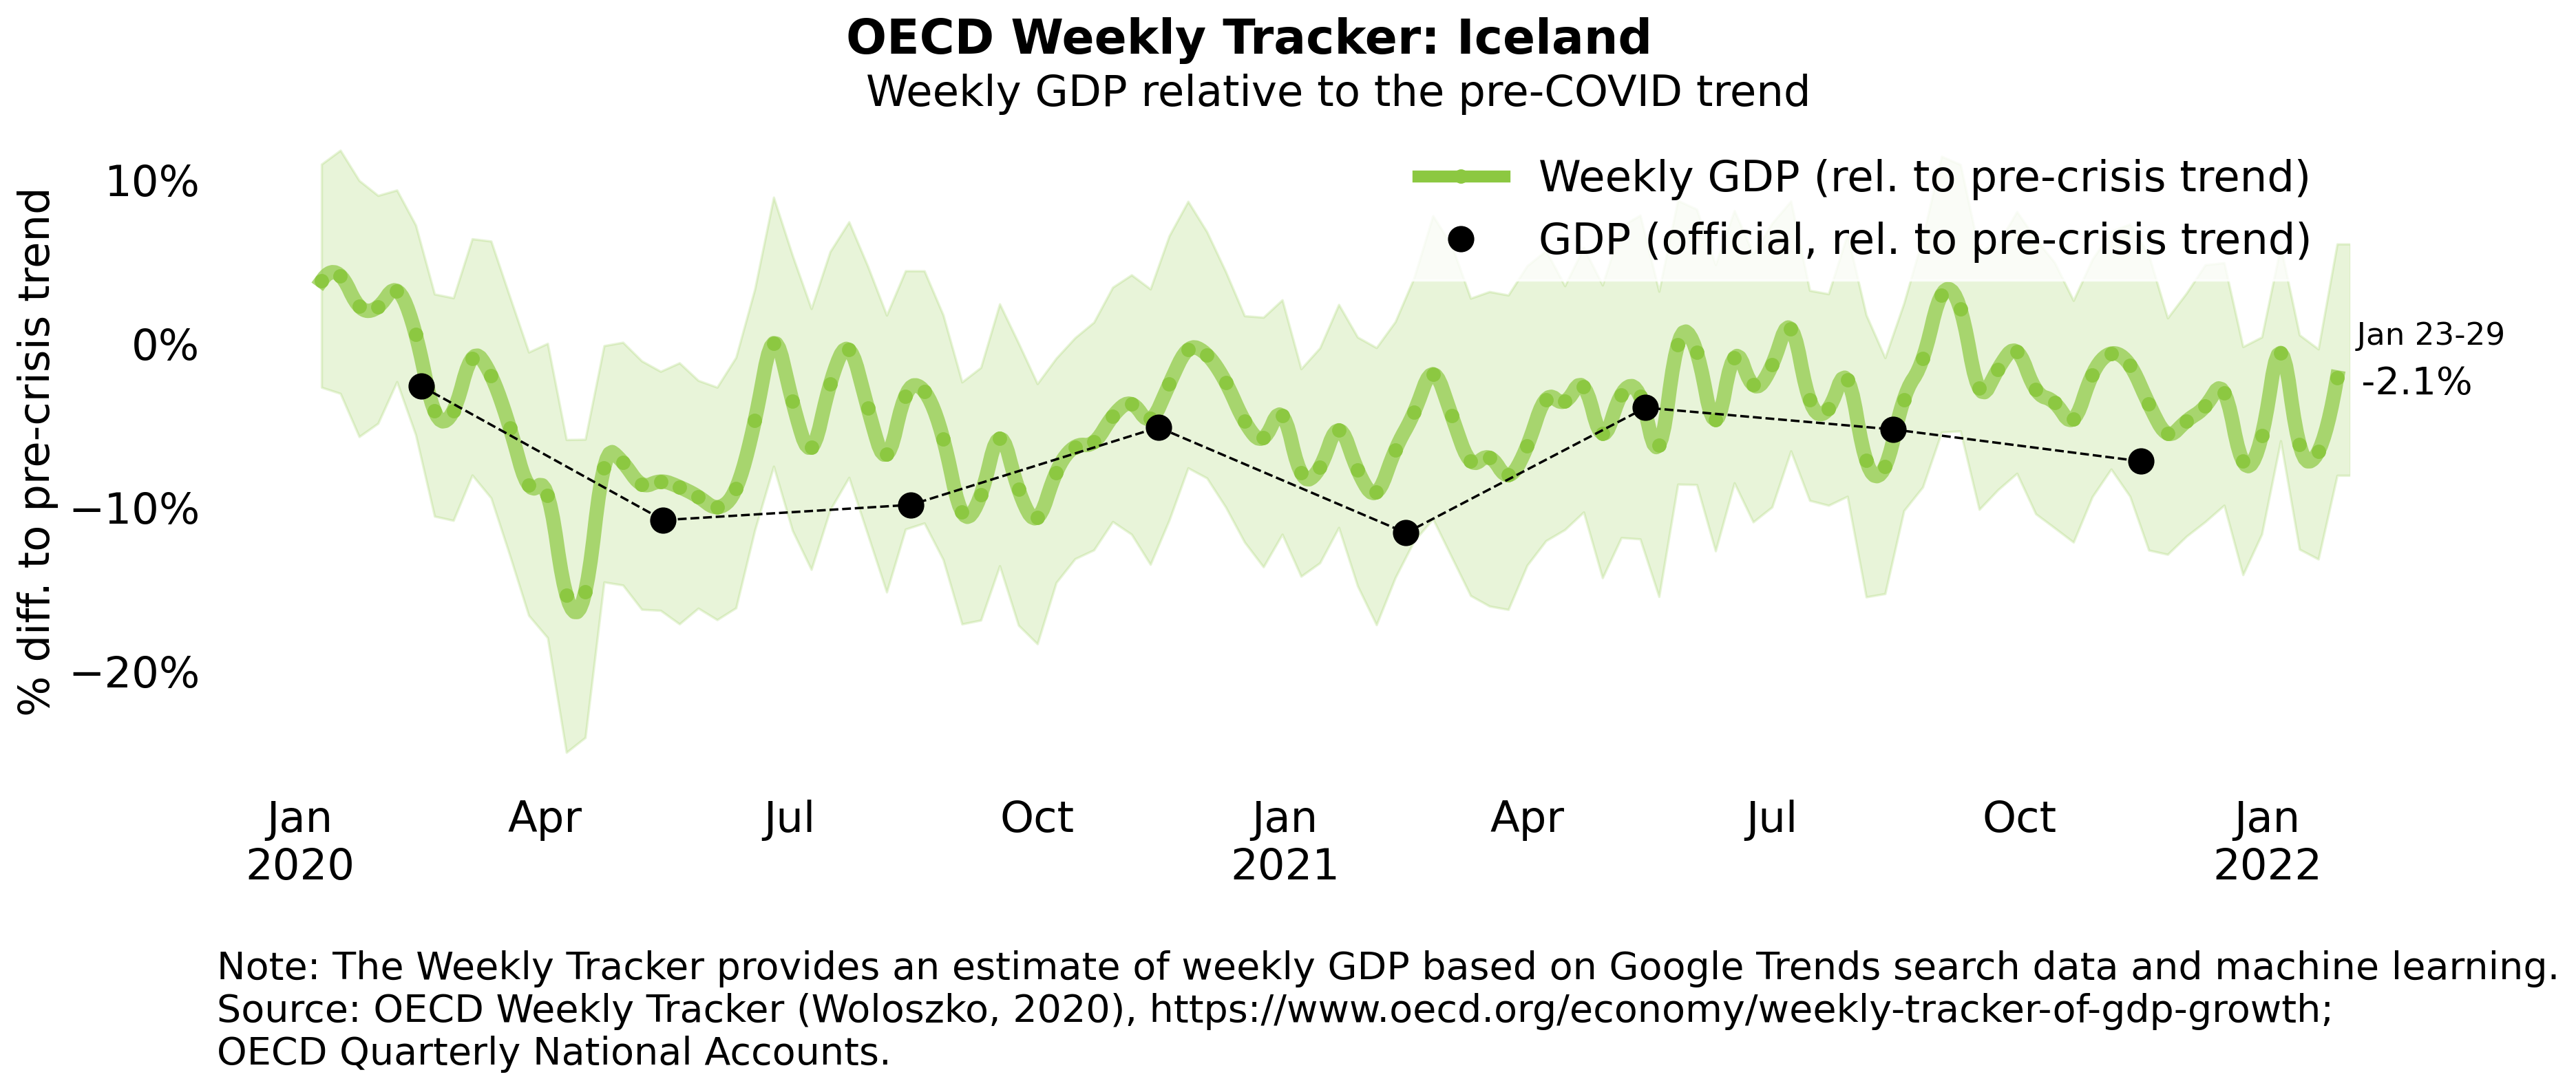 OECD Weekly Tracker: Iceland
Weekly GDP relative to the pre-COVID trend
% diff. to pre-crisis trend
10%
0%
−10%
−20%
Weekly GDP (rel. to pre-crisis trend)
GDP (official, rel. to pre-crisis trend)
Jan 23-29
-2.1%
Jan Apr Jul Oct Jan Apr Jul Oct Jan
2020 2021 2022
Note: The Weekly Tracker provides an estimate of weekly GDP based on Google Trends search data and machine learning.
Source: OECD Weekly Tracker (Woloszko, 2020), https://www.oecd.org/economy/weekly-tracker-of-gdp-growth;
OECD Quarterly National Accounts.